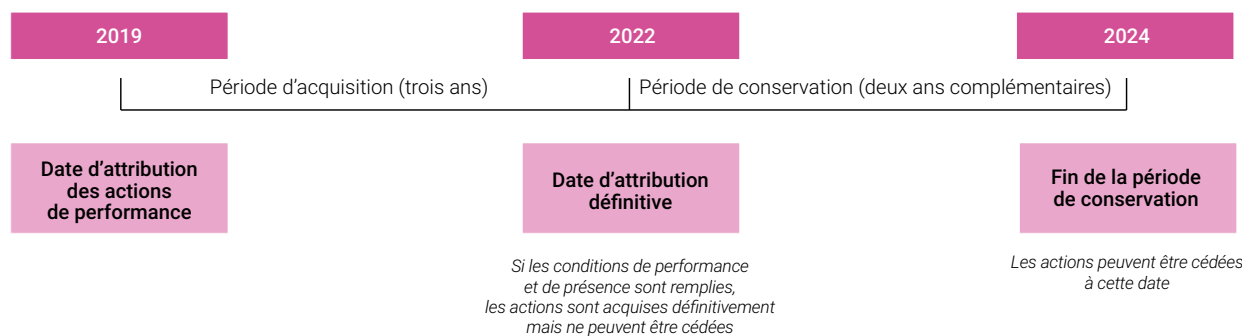 2019
2022
2024
Période d’acquisition (trois ans)
Période de conservation (deux ans complémentaires)
Date d’attribution
des actions
de performance
Date d’attribution
définitive
Fin de la période
de conservation
Si les conditions de performance
et de présence sont remplies,
les actions sont acquises définitivement
mais ne peuvent être cédées
Les actions peuvent être cédées
à cette date